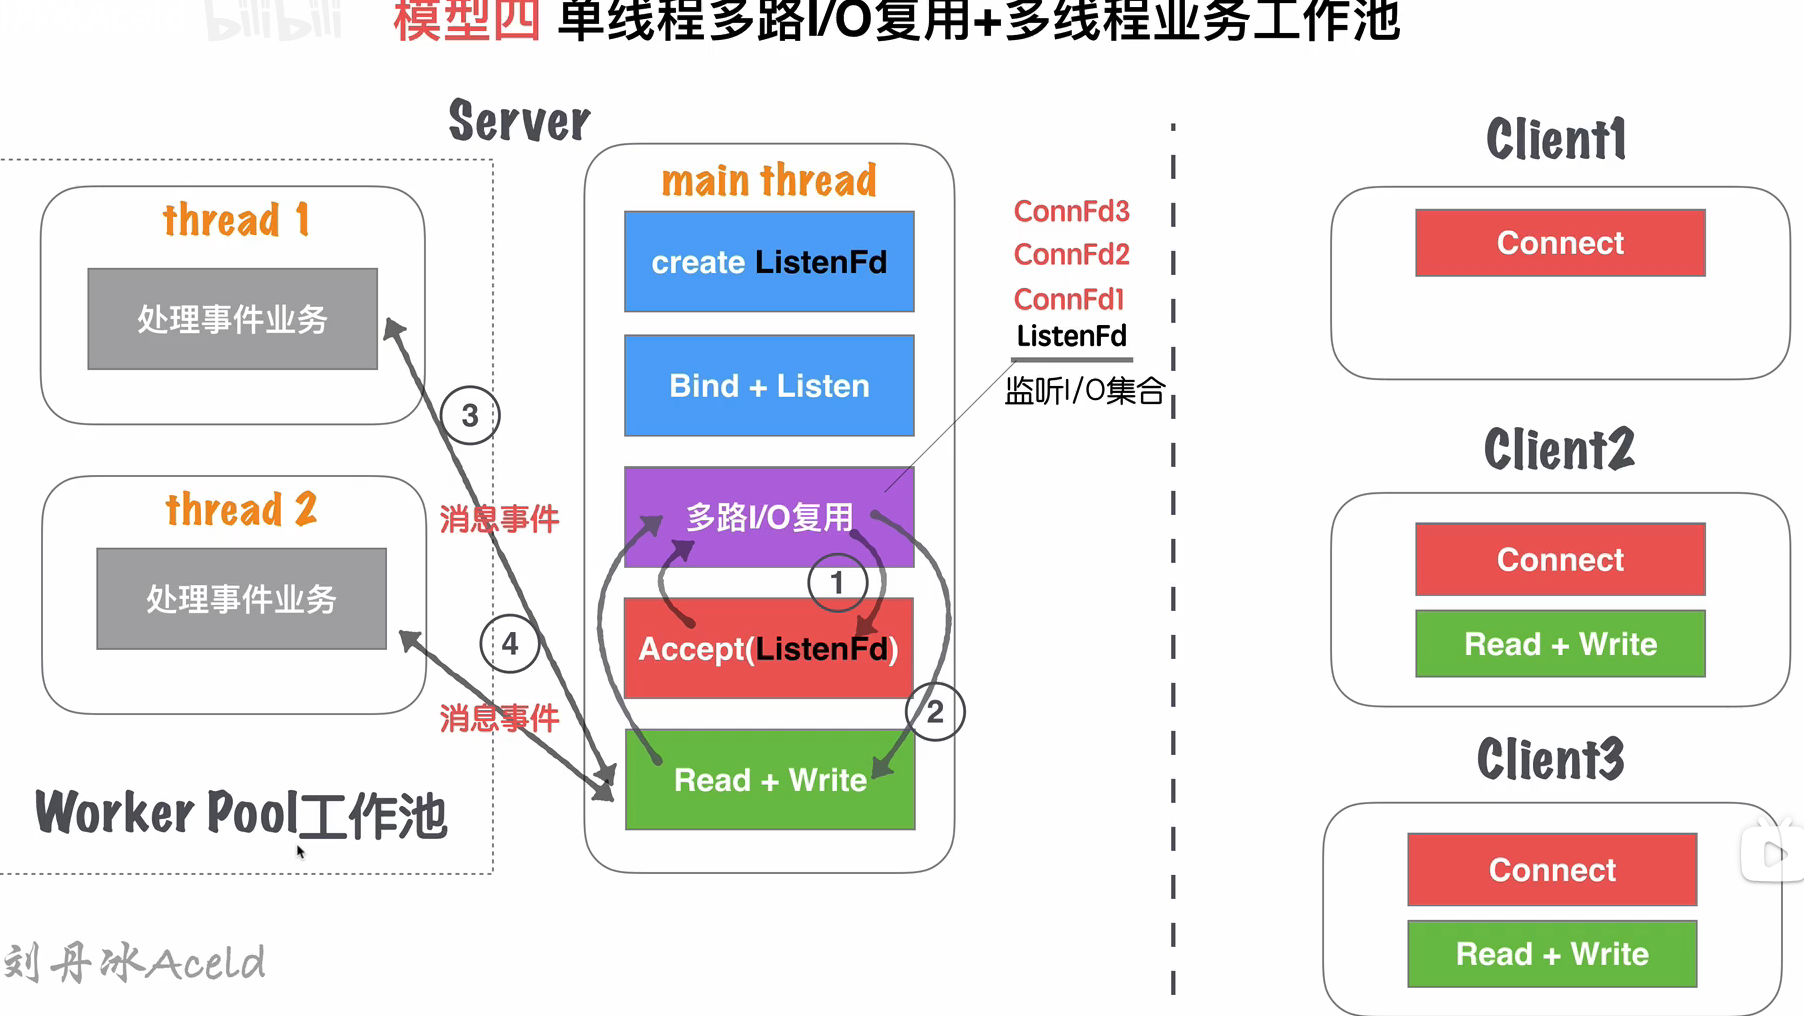 bilibili
模型四 单线程多路I/O复用+多线程业务工作池
Server
thread 1
处理事件业务
thread 2
处理事件业务
Worker Pool工作池
3
消息事件
4
消息事件
main thread
create ListenFd
Bind + Listen
多路I/O复用
1
Accept(ListenFd)
2
Read + Write
ConnFd3
ConnFd2
ConnFd1
ListenFd
监听I/O集合
Client1
Connect
Client2
Connect
Read + Write
Client3
Connect
Read + Write
刘丹冰Aceld